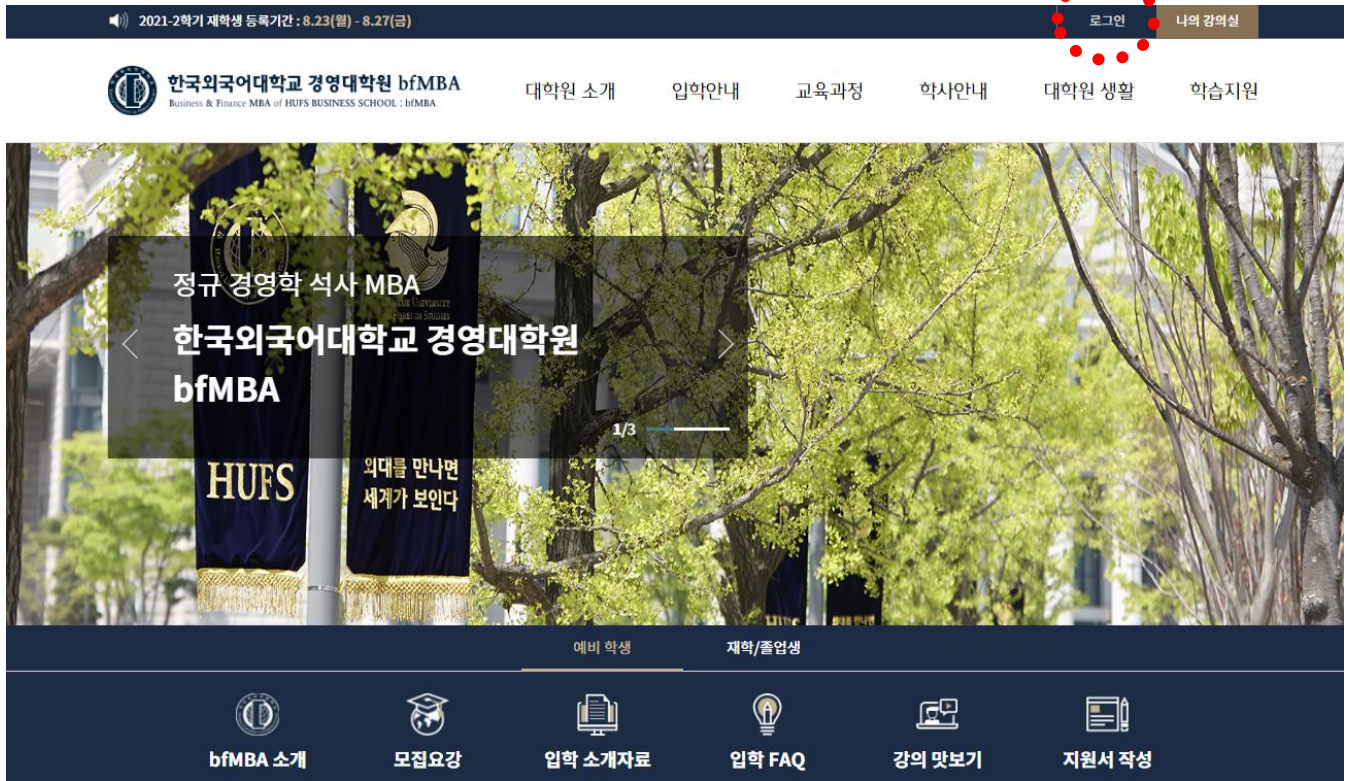 2021-2학기 재학생 등록기간 : 8.23(월) - 8.27(금)
로그인
나의 강의실
한국외국어대학교 경영대학원 bfMBA
Business & Finance MBA of HUFS BUSINESS SCHOOL : bfMBA
대학원 소개
입학안내
교육과정
학사안내
대학원 생활
학습지원
정규 경영학 석사 MBA
한국외국어대학교 경영대학원
bfMBA
1/3
HUFS
외대를 만나면
세계가 보인다
예비 학생
재학/졸업생
bfMBA 소개
모집요강
입학 소개자료
입학 FAQ
강의 맛보기
지원서 작성